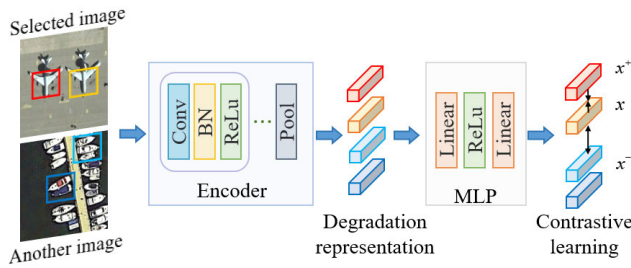 Selected image
Another image
Conv
BN
ReLu
...
Pool
Encoder
Degradation
representation
Linear
ReLu
Linear
MLP
x⁺
x
x⁻
Contrastive
learning